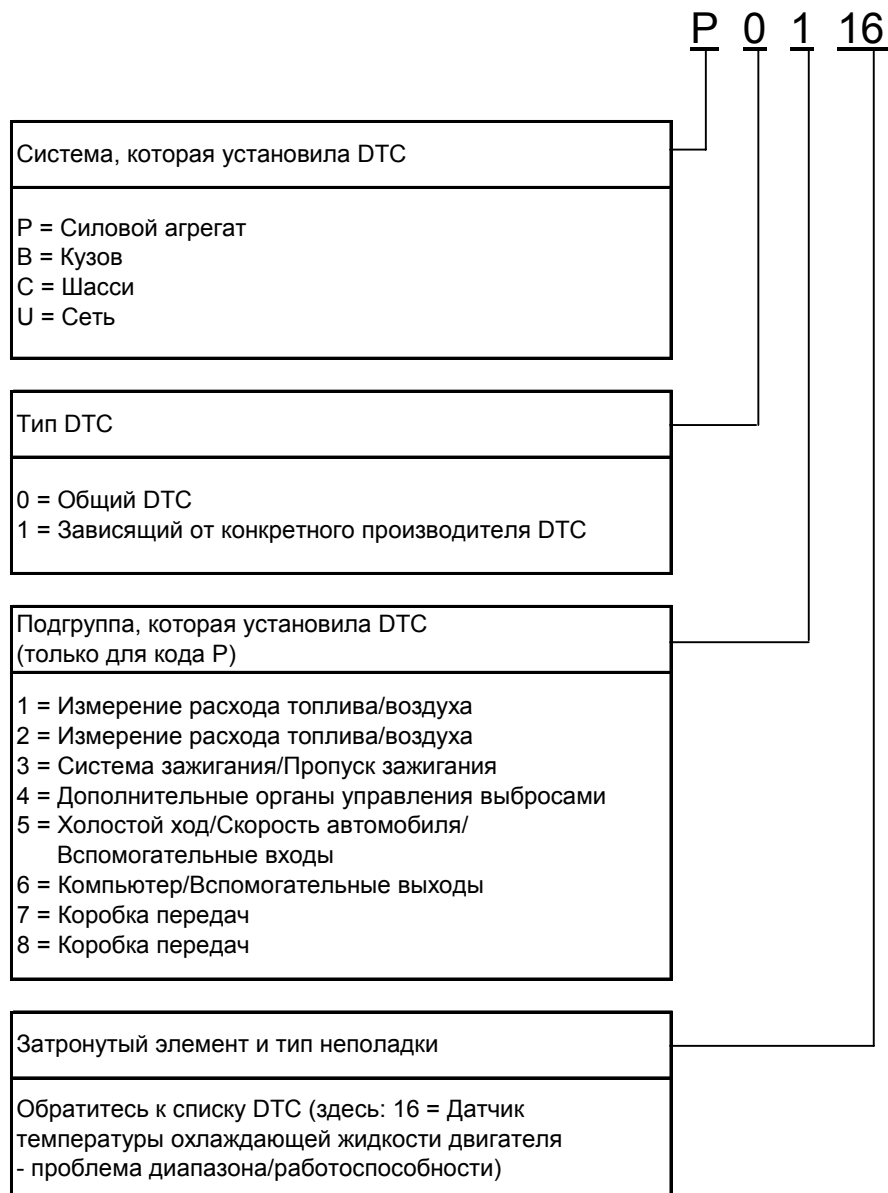 P 0 1 16
Система, которая установила DTC
P = Силовой агрегат
B = Кузов
C = Шасси
U = Сеть
Тип DTC
0 = Общий DTC
1 = Зависящий от конкретного производителя DTC
Подгруппа, которая установила DTC
(только для кода P)
1 = Измерение расхода топлива/воздуха
2 = Измерение расхода топлива/воздуха
3 = Система зажигания/Пропуск зажигания
4 = Дополнительные органы управления выбросами
5 = Холостой ход/Скорость автомобиля/
Вспомогательные входы
6 = Компьютер/Вспомогательные выходы
7 = Коробка передач
8 = Коробка передач
Затронутый элемент и тип неполадки
Обратитесь к списку DTC (здесь: 16 = Датчик
температуры охлаждающей жидкости двигателя
- проблема диапазона/работоспособности)